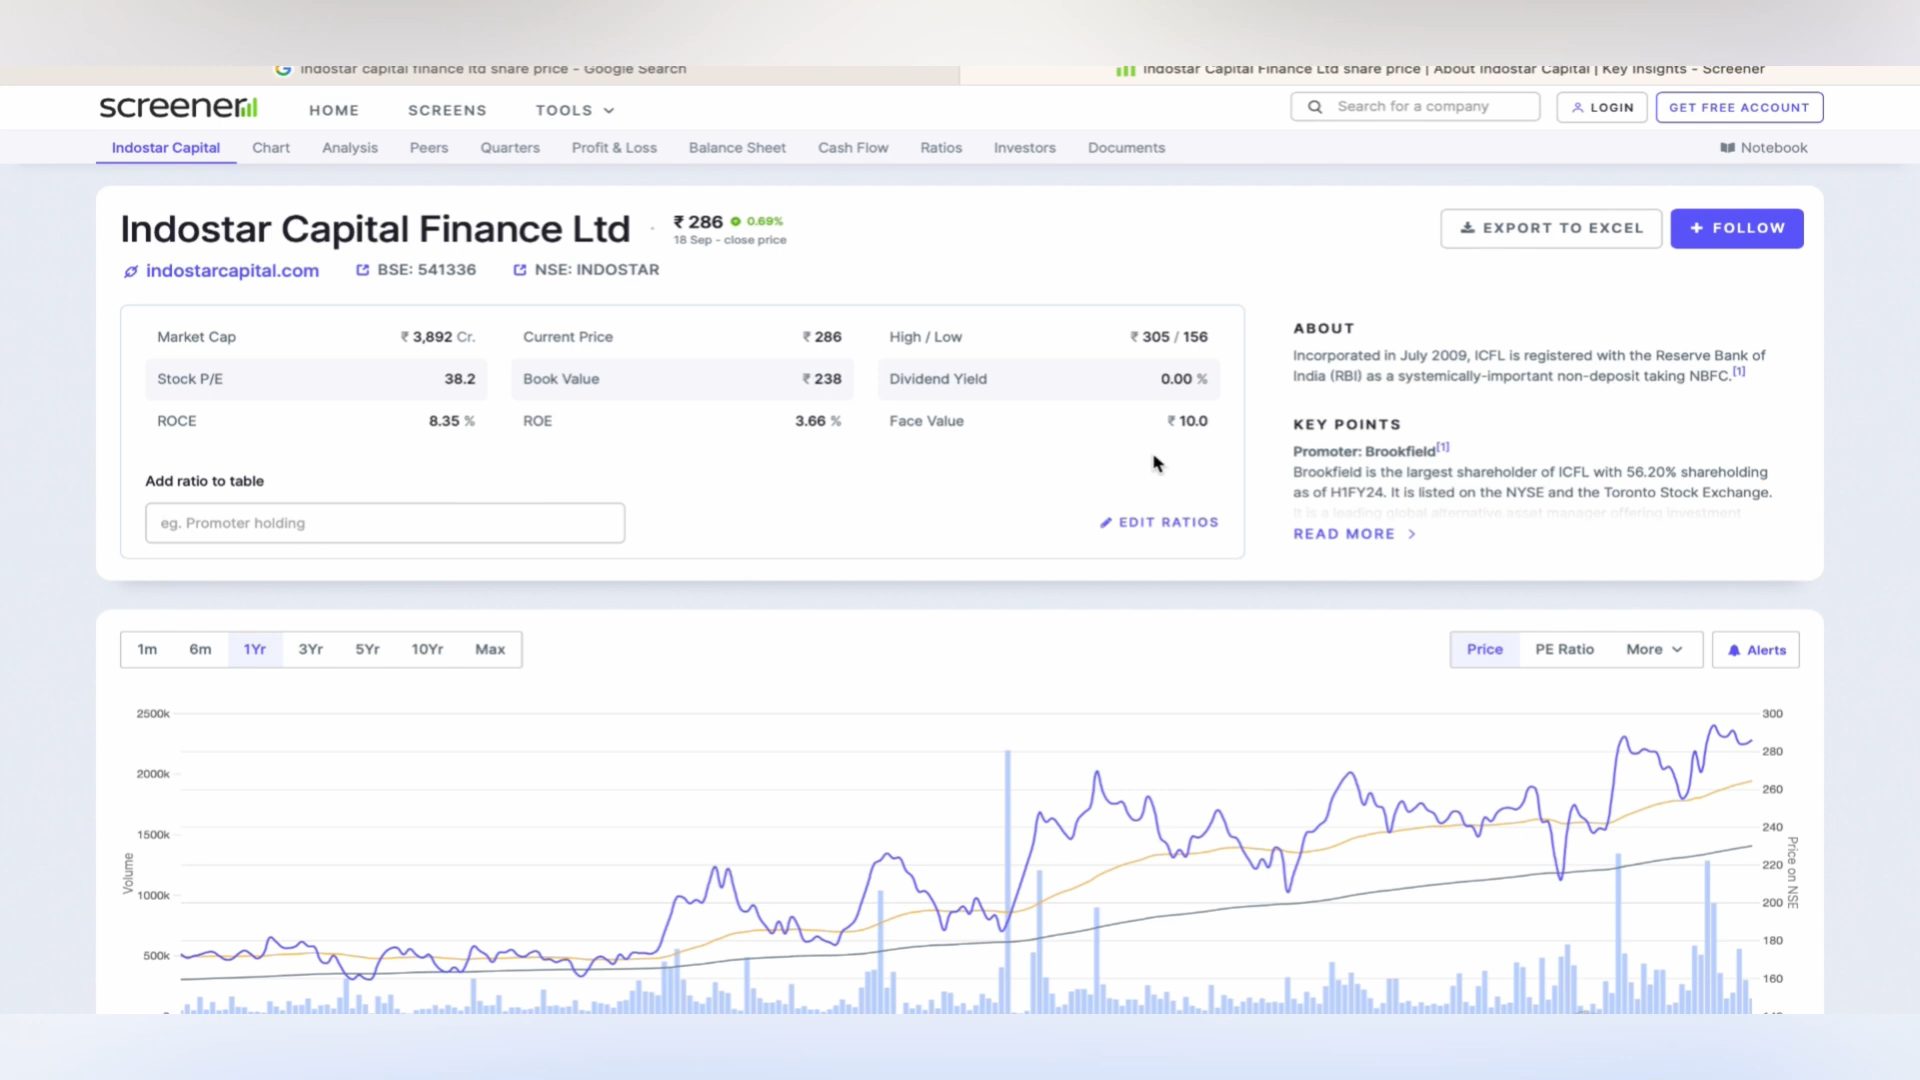 Indostar capital finance ltd share price - Google Search
Indostar Capital Finance Ltd share price | About Indostar Capital | Key Insights - Screener
screener
HOME
SCREENS
TOOLS
Search for a company
LOGIN
GET FREE ACCOUNT
Indostar Capital
Chart
Analysis
Peers
Quarters
Profit & Loss
Balance Sheet
Cash Flow
Ratios
Investors
Documents
Notebook
Indostar Capital Finance Ltd
₹ 286 0.69%
18 Sep - close price
EXPORT TO EXCEL
+ FOLLOW
indostarcapital.com
BSE: 541336
NSE: INDOSTAR
Market Cap ₹ 3,892 Cr.
Current Price ₹ 286
High / Low ₹ 305 / 156
Stock P/E 38.2
Book Value ₹ 238
Dividend Yield 0.00 %
ROCE 8.35 %
ROE 3.66 %
Face Value ₹ 10.0
Add ratio to table
eg. Promoter holding
EDIT RATIOS
ABOUT
Incorporated in July 2009, ICFL is registered with the Reserve Bank of
India (RBI) as a systemically-important non-deposit taking NBFC.[1]
KEY POINTS
Promoter: Brookfield[1]
Brookfield is the largest shareholder of ICFL with 56.20% shareholding
as of H1FY24. It is listed on the NYSE and the Toronto Stock Exchange.
It is a leading global alternative asset manager offering Investment
READ MORE
1m
6m
1Yr
3Yr
5Yr
10Yr
Max
Price
PE Ratio
More
Alerts
2500k
2000k
1500k
1000k
500k
Volume
300
280
260
240
220
200
180
160
Price on NSE